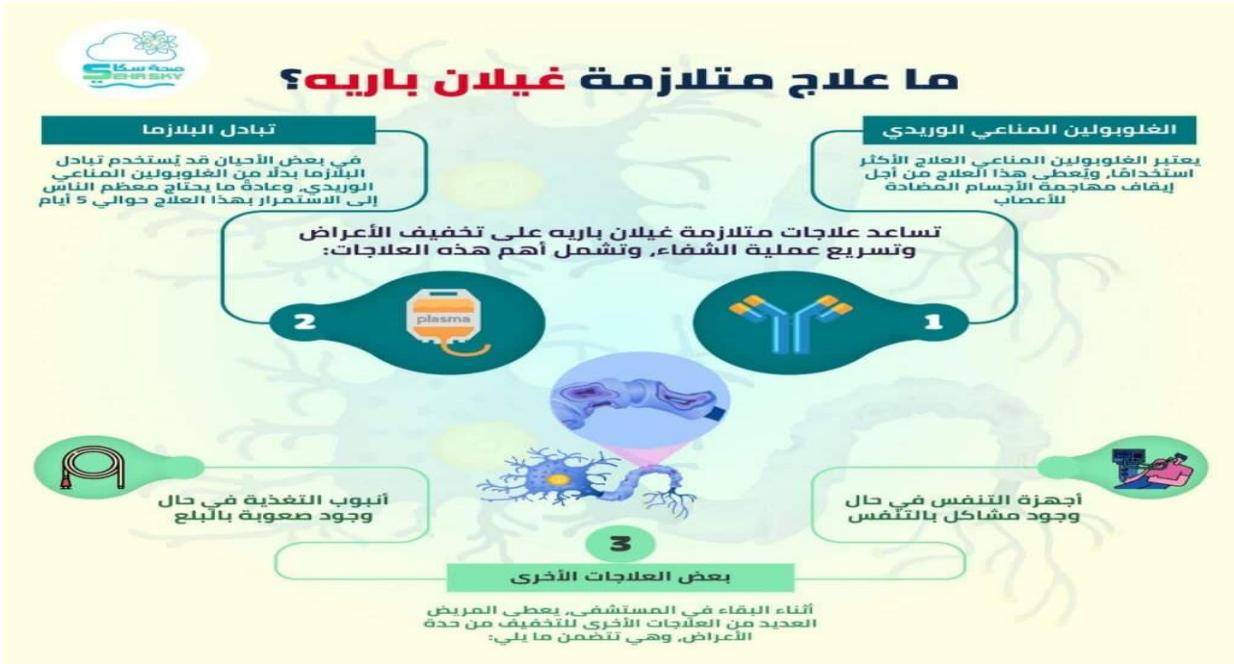 صحة سكاي
SEHA SKY
ما علاج متلازمة غيلان باريه؟
الغلوبولين المناعي الوريدي
يعتبر الغلوبولين المناعي العلاج الأكثر
استخدامًا، ويُعطى هذا العلاج من أجل
إيقاف مهاجمة الأجسام المضادة
للأعصاب
تبادل البلازما
في بعض الأحيان قد يُستخدم تبادل
البلازما بدلًا من الغلوبولين المناعي
الوريدي، وعادةً ما يحتاج معظم الناس
إلى الاستمرار بهذا العلاج حوالي 5 أيام
تساعد علاجات متلازمة غيلان باريه على تخفيف الأعراض
وتسريع عملية الشفاء، وتشمل أهم هذه العلاجات:
1
2
plasma
أجهزة التنفس في حال
وجود مشاكل بالتنفس
أنبوب التغذية في حال
وجود صعوبة بالبلع
3
بعض العلاجات الأخرى
أثناء البقاء في المستشفى، يعطى المريض
العديد من العلاجات الأخرى للتخفيف من حدة
الأعراض، وهي تتضمن ما يلي: